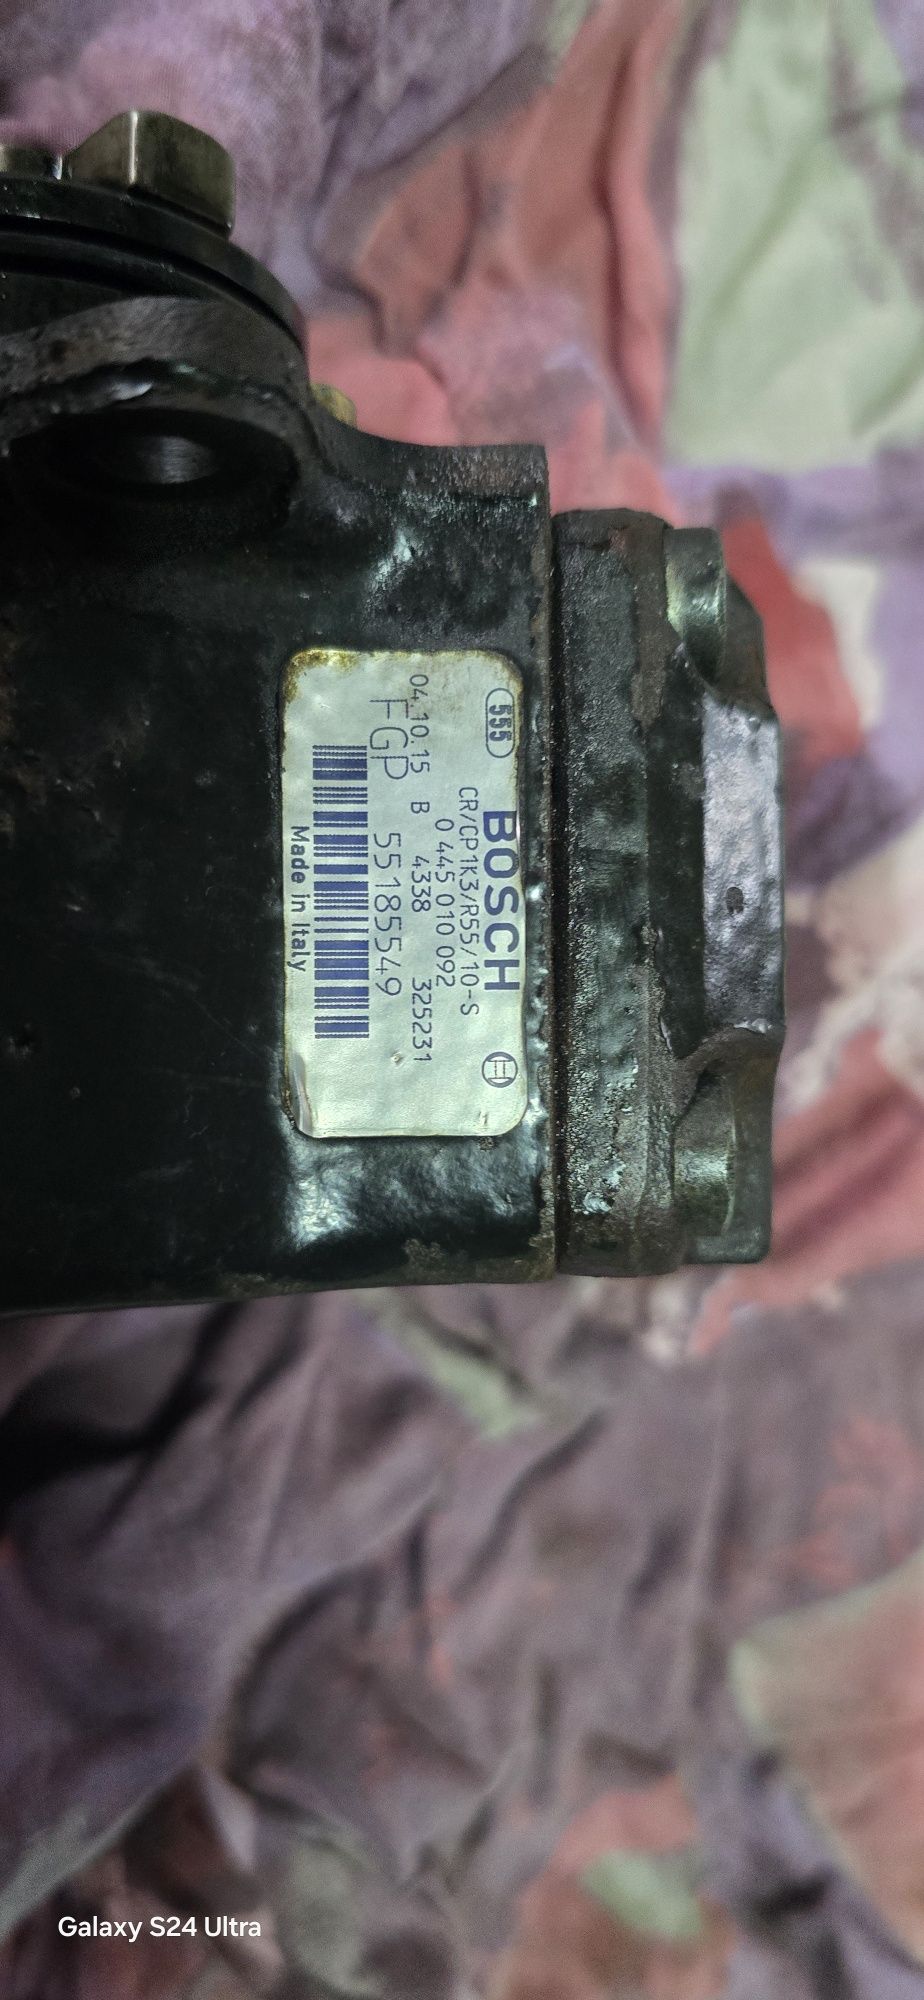 555
BOSCH
CR/CP1K3/R55/10-S
0 445 010 092
04.10.15 B 4338 325231
FGP 55185549
Made in Italy
Galaxy S24 Ultra